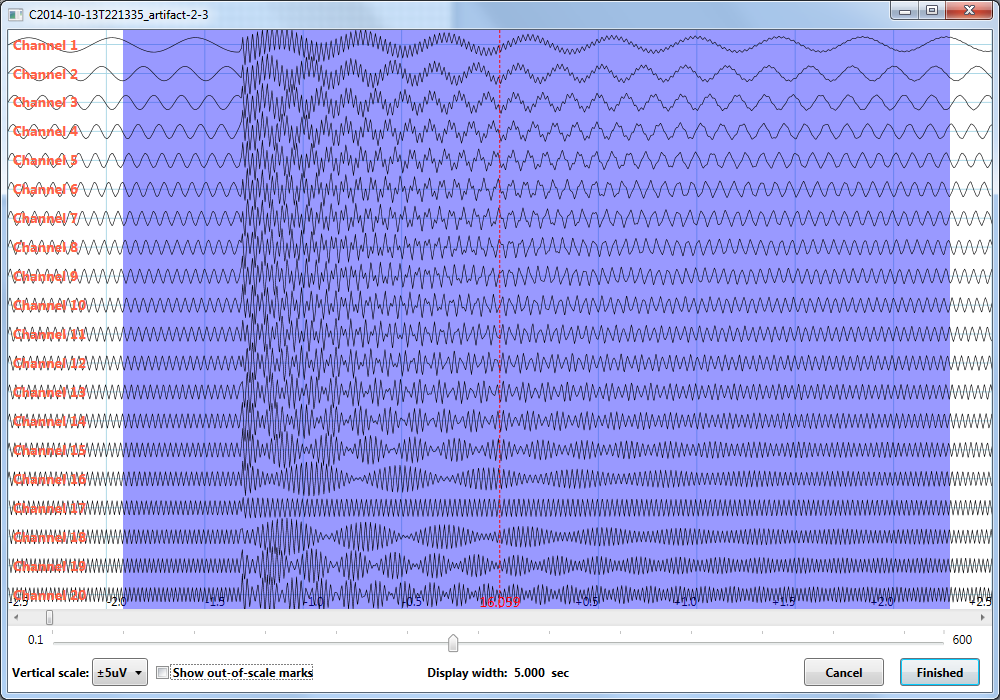 C2014-10-13T221335_artifact-2-3
Channel 1
Channel 2
Channel 3
Channel 4
Channel 5
Channel 6
Channel 7
Channel 8
Channel 9
Channel 10
Channel 11
Channel 12
Channel 13
Channel 14
Channel 15
Channel 16
Channel 17
Channel 18
Channel 19
Channel 20
-2.5 -2.0 -1.5 -1.0 -0.5 16.059 +0.5 +1.0 +1.5 +2.0 +2.5
0.1 600
Vertical scale: ±5uV Show out-of-scale marks Display width: 5.000 sec Cancel Finished